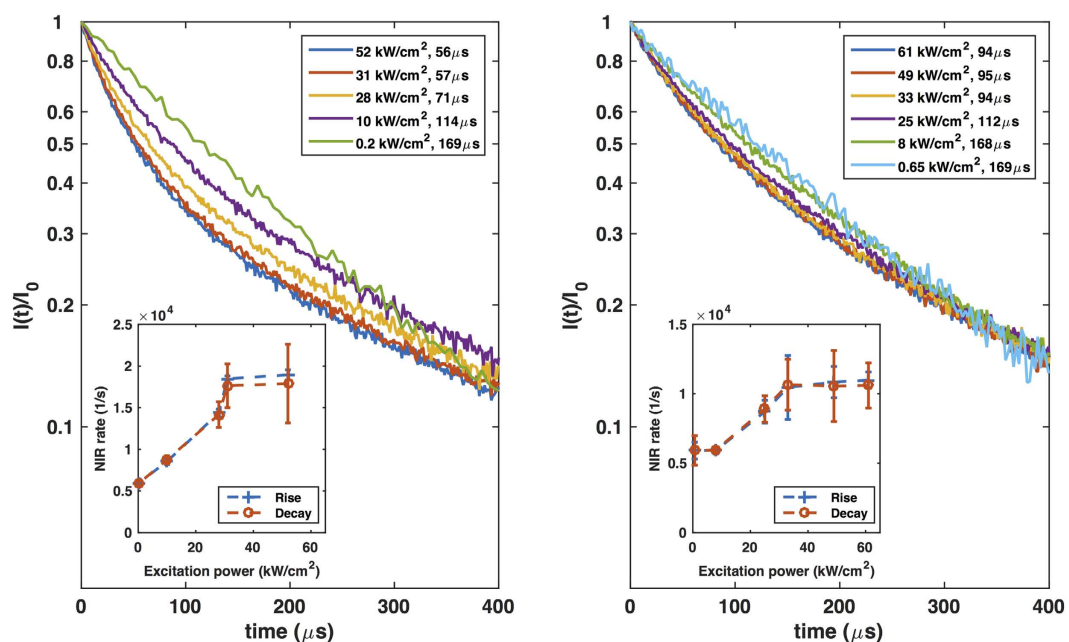 1
0.8
0.6
0.5
0.4
0.3
0.2
0.1
I(t)/I0
0
100
200
300
400
time (μs)
52 kW/cm², 56μs
31 kW/cm², 57μs
28 kW/cm², 71μs
10 kW/cm², 114μs
0.2 kW/cm², 169μs
2.5
× 10⁴
2
1.5
1
0.5
0
NIR rate (1/s)
Rise
Decay
0
20
40
60
Excitation power (kW/cm²)
1
0.8
0.6
0.5
0.4
0.3
0.2
0.1
I(t)/I0
0
100
200
300
400
time (μs)
61 kW/cm², 94μs
49 kW/cm², 95μs
33 kW/cm², 94μs
25 kW/cm², 112μs
8 kW/cm², 168μs
0.65 kW/cm², 169μs
1.5
× 10⁴
1
0.5
0
NIR rate (1/s)
Rise
Decay
0
20
40
60
Excitation power (kW/cm²)